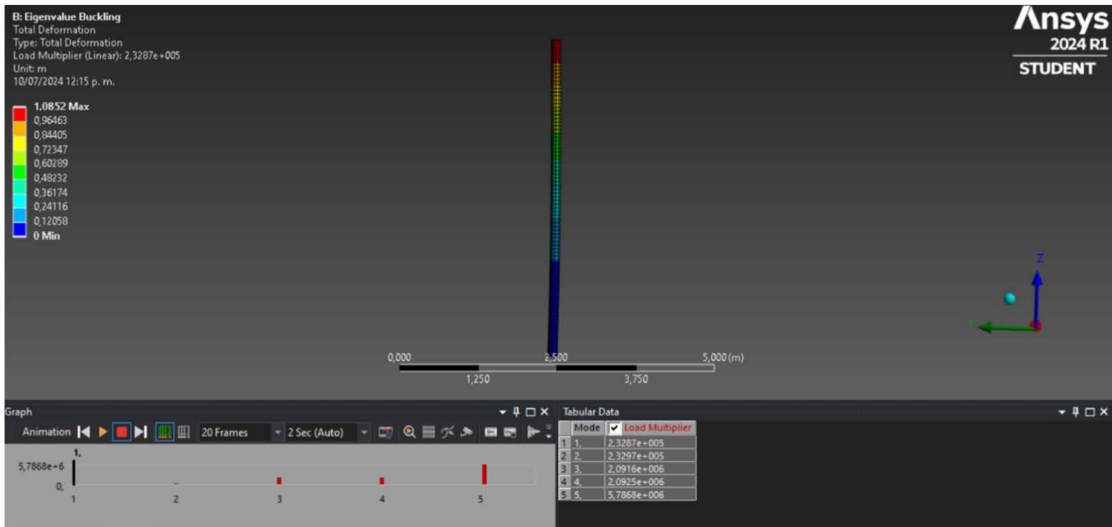 B: Eigenvalue Buckling
Total Deformation
Type: Total Deformation
Load Multiplier (Linear): 2,3287e+005
Unit: m
10/07/2024 12:15 p. m.
1,0852 Max
0,96463
0,84405
0,72347
0,60289
0,48232
0,36174
0,24116
0,12058
0 Min
Ansys
2024 R1
STUDENT
Z
0,000 2,500 5,000 (m)
1,250 3,750
Graph
Animation 20 Frames 2 Sec (Auto)
1,
5,7868e+6
0,
1 2 3 4 5
Tabular Data
Mode Load Multiplier
1 1, 2,3287e+005
2 2, 2,3297e+005
3 3, 2,0916e+006
4 4, 2,0925e+006
5 5, 5,7868e+006